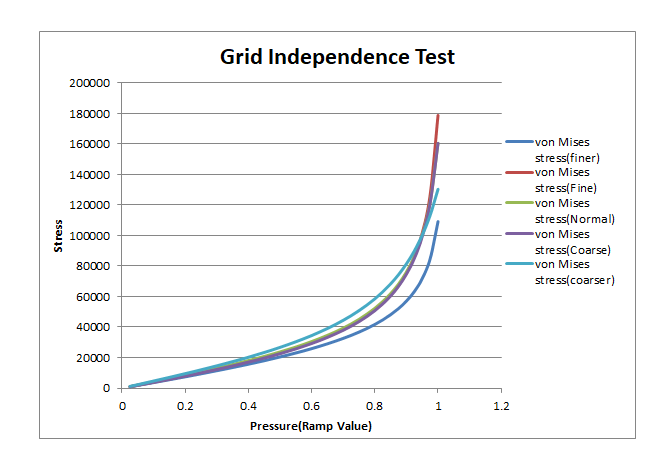 Grid Independence Test
200000
180000
160000
140000
120000
100000
80000
60000
40000
20000
0
Stress
0
0.2
0.4
0.6
0.8
1
1.2
Pressure(Ramp Value)
von Mises
stress(finer)
von Mises
stress(Fine)
von Mises
stress(Normal)
von Mises
stress(Coarse)
von Mises
stress(coarser)